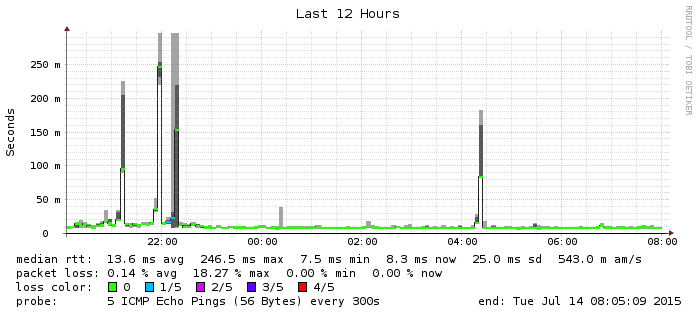 Last 12 Hours
RRDTOOL / TOBI OETIKER
Seconds
250 m
200 m
150 m
100 m
50 m
0
22:00 00:00 02:00 04:00 06:00 08:00
median rtt: 13.6 ms avg 246.5 ms max 7.5 ms min 8.3 ms now 25.0 ms sd 543.0 m am/s
packet loss: 0.14 % avg 18.27 % max 0.00 % min 0.00 % now
loss color: 0 1/5 2/5 3/5 4/5
probe: 5 ICMP Echo Pings (56 Bytes) every 300s end: Tue Jul 14 08:05:09 2015